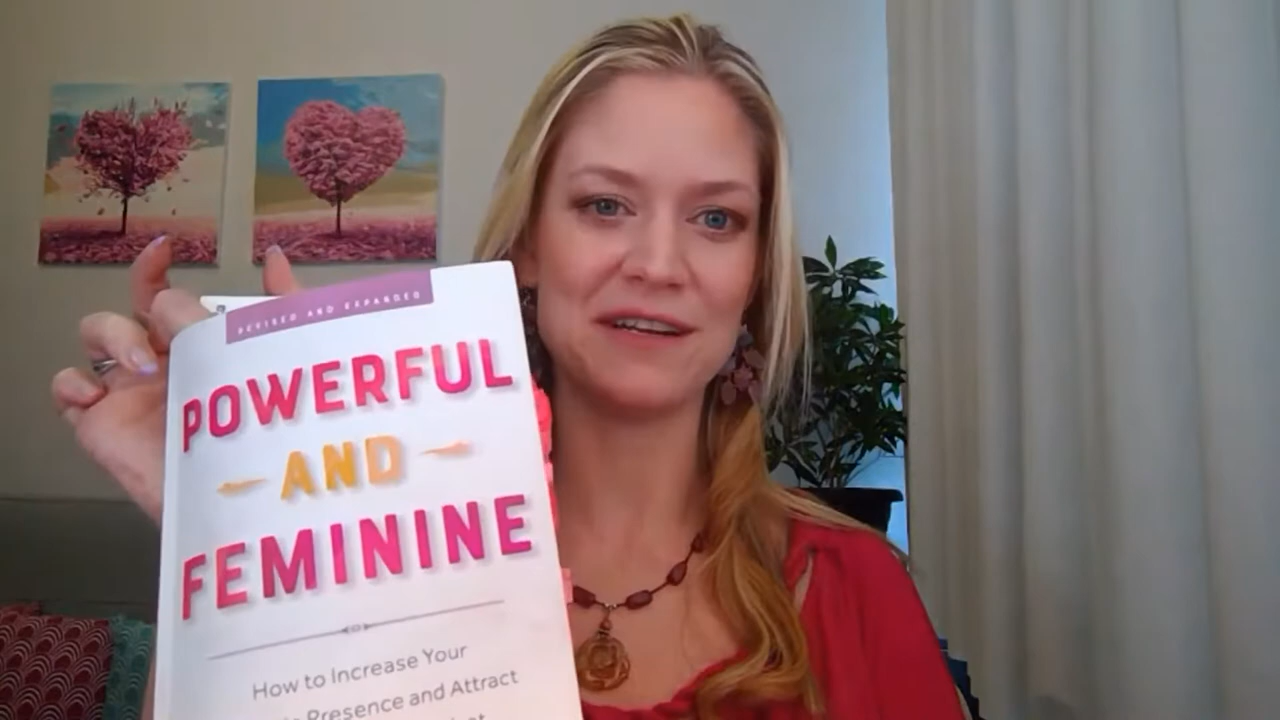 REVISED AND EXPANDED
POWERFUL
AND
FEMININE
How to Increase Your
Presence and Attract